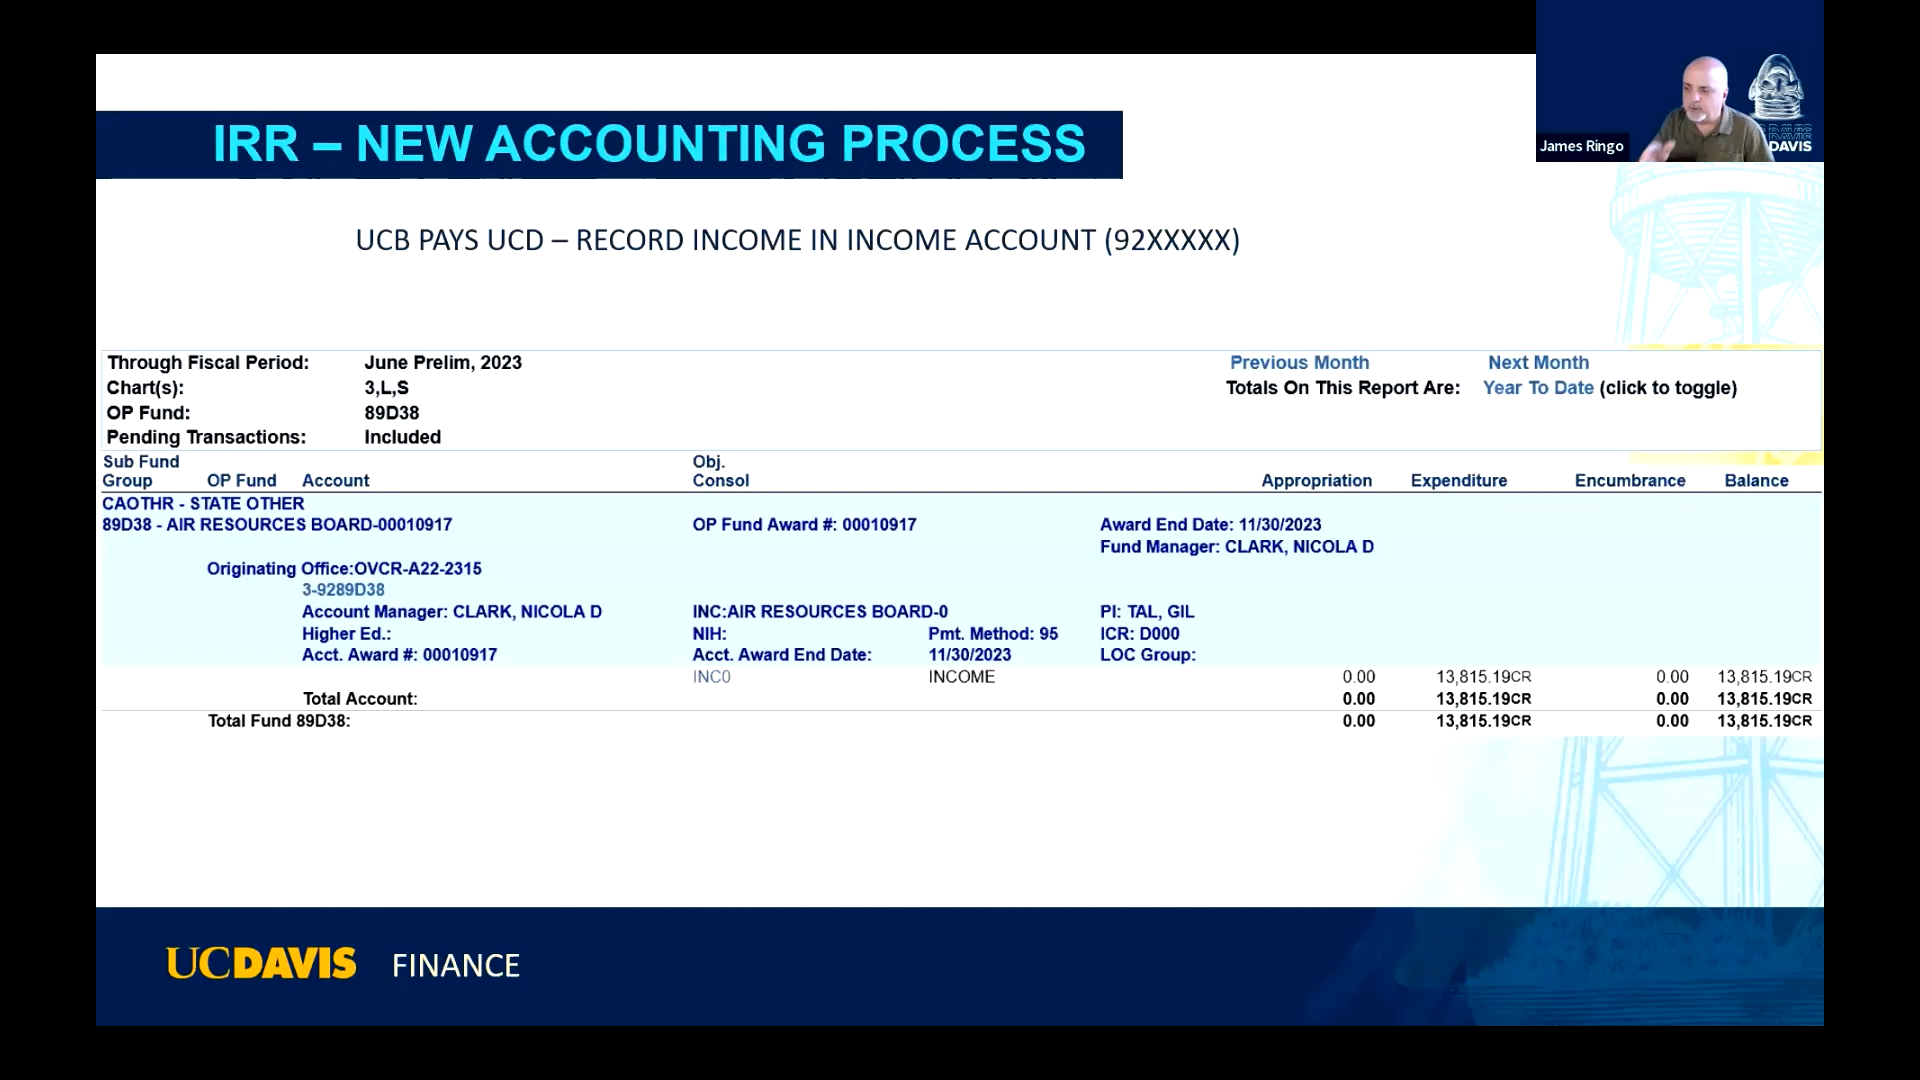 IRR – NEW ACCOUNTING PROCESS
James Ringo
DAVIS
UCB PAYS UCD – RECORD INCOME IN INCOME ACCOUNT (92XXXXX)
Through Fiscal Period: June Prelim, 2023 Previous Month Next Month
Chart(s): 3,L,S Totals On This Report Are: Year To Date (click to toggle)
OP Fund: 89D38
Pending Transactions: Included
Sub Fund Obj.
Group OP Fund Account Consol Appropriation Expenditure Encumbrance Balance
CAOTHR - STATE OTHER
89D38 - AIR RESOURCES BOARD-00010917 OP Fund Award #: 00010917 Award End Date: 11/30/2023
Fund Manager: CLARK, NICOLA D
Originating Office:OVCR-A22-2315
3-9289D38
Account Manager: CLARK, NICOLA D INC:AIR RESOURCES BOARD-0 PI: TAL, GIL
Higher Ed.: NIH: Pmt. Method: 95 ICR: D000
Acct. Award #: 00010917 Acct. Award End Date: 11/30/2023 LOC Group:
INC0 INCOME 0.00 13,815.19CR 0.00 13,815.19CR
Total Account: 0.00 13,815.19CR 0.00 13,815.19CR
Total Fund 89D38: 0.00 13,815.19CR 0.00 13,815.19CR
UCDAVIS FINANCE